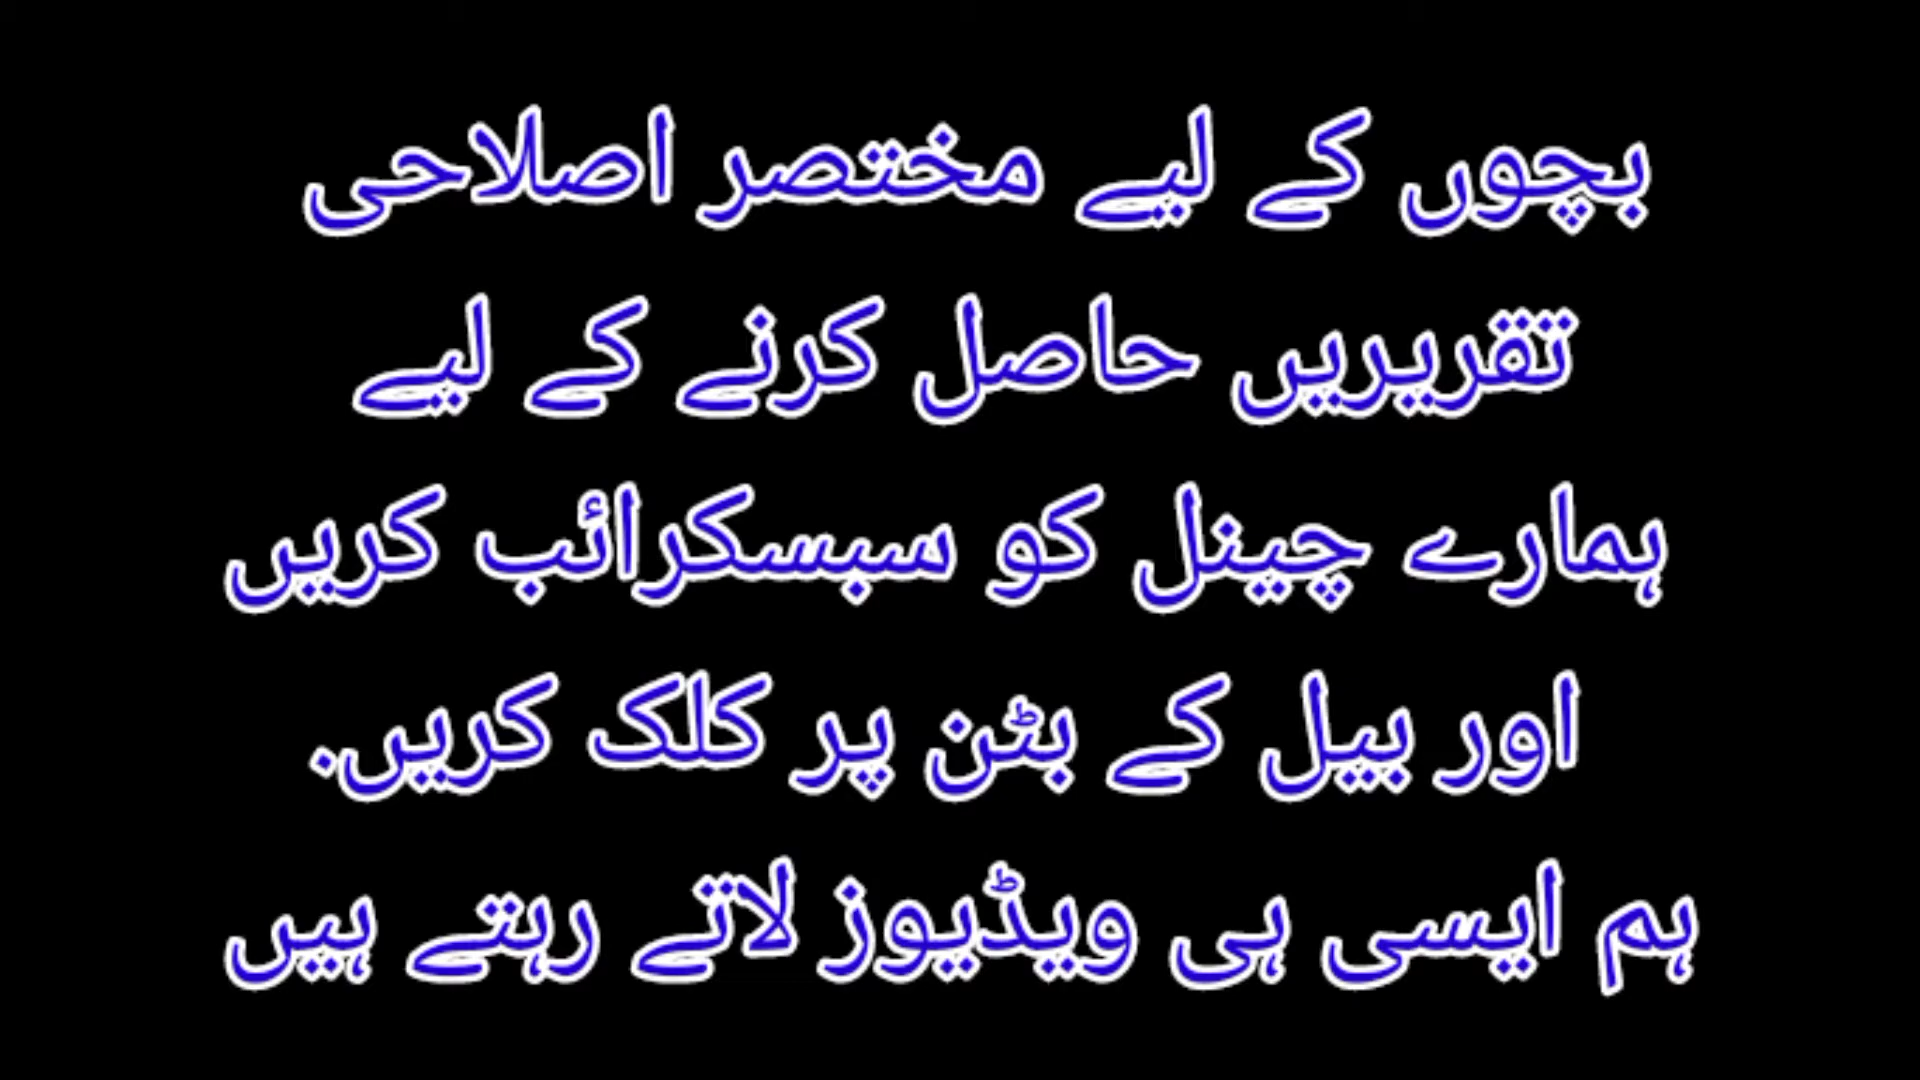 بچوں کے لیے مختصر اصلاحی
تقریریں حاصل کرنے کے لیے
ہمارے چینل کو سبسکرائب کریں
اور بیل کے بٹن پر کلک کریں.
ہم ایسی ہی ویڈیوز لاتے رہتے ہیں